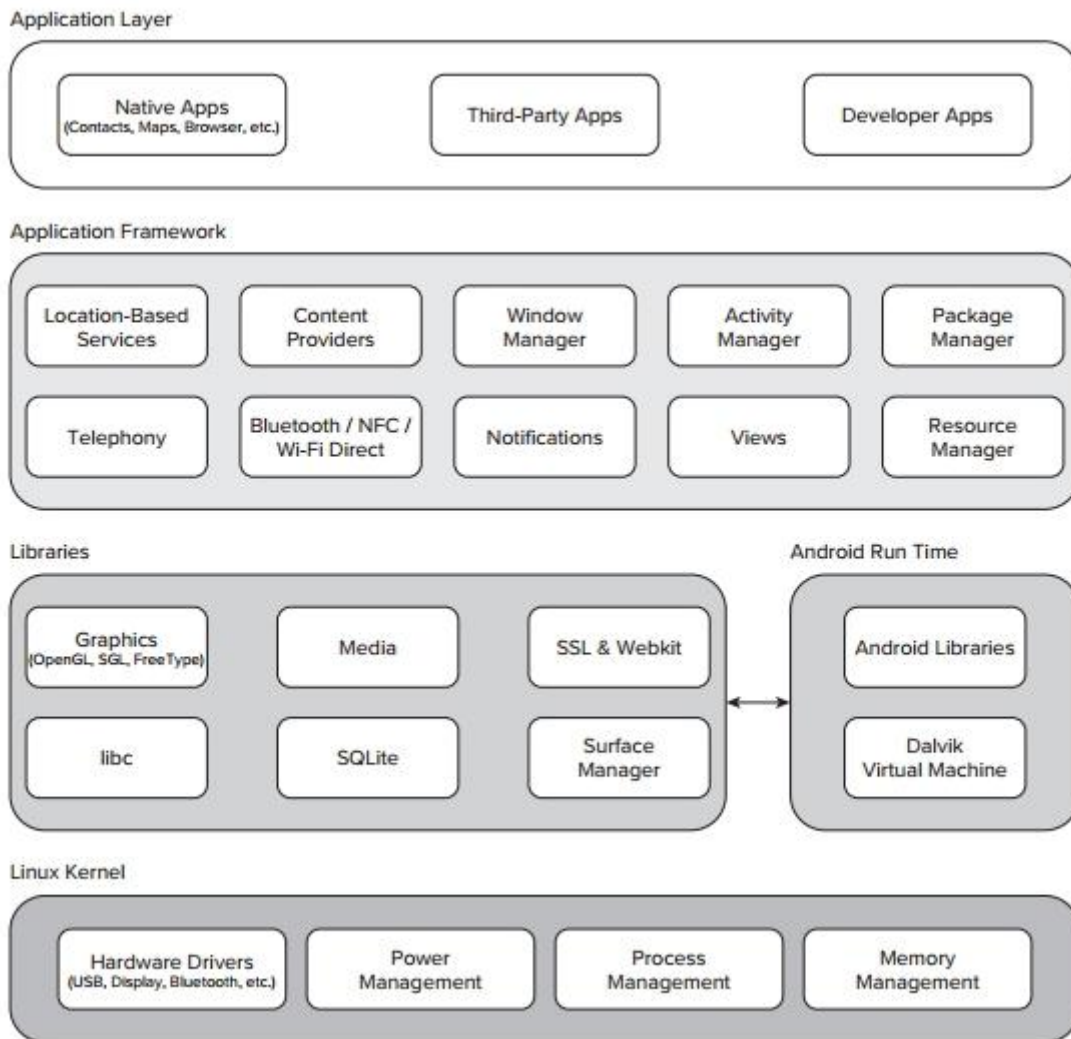 Application Layer
Native Apps
(Contacts, Maps, Browser, etc.)
Third-Party Apps
Developer Apps
Application Framework
Location-Based
Services
Content
Providers
Window
Manager
Activity
Manager
Package
Manager
Telephony
Bluetooth / NFC /
Wi-Fi Direct
Notifications
Views
Resource
Manager
Libraries
Graphics
(OpenGL, SGL, FreeType)
Media
SSL & Webkit
libc
SQLite
Surface
Manager
Android Run Time
Android Libraries
Dalvik
Virtual Machine
Linux Kernel
Hardware Drivers
(USB, Display, Bluetooth, etc.)
Power
Management
Process
Management
Memory
Management